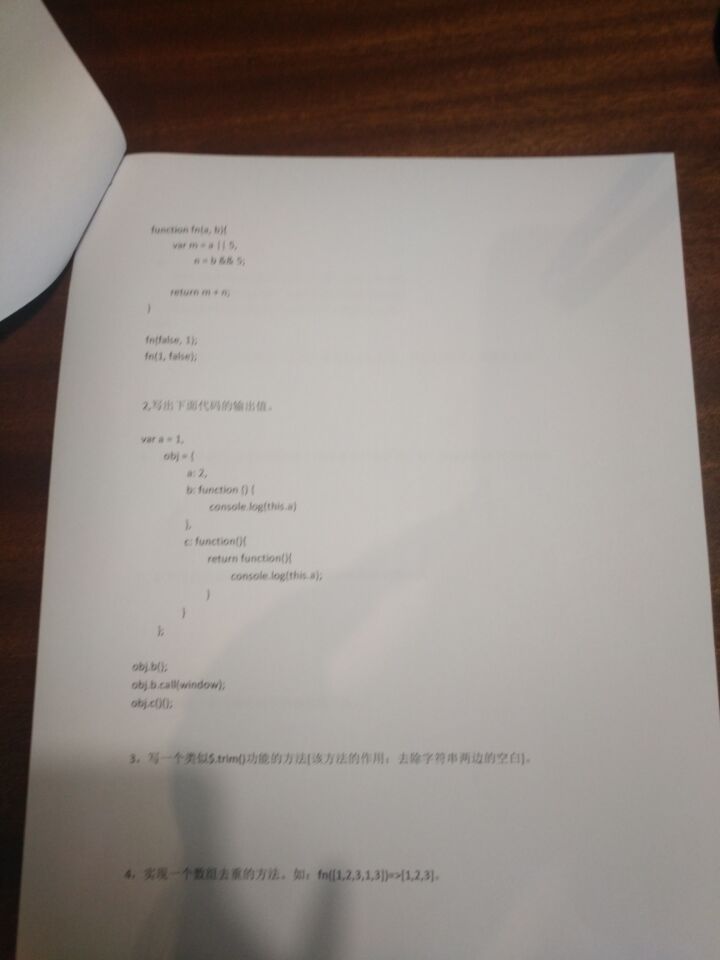 function fn(a, b){
var m = a || 5,
n = b && 5;
return m + n;
}
fn(false, 1);
fn(1, false);
2,写出下面代码的输出值。
var a = 1,
obj = {
a: 2,
b: function () {
console.log(this.a)
},
c: function(){
return function(){
console.log(this.a);
}
}
};
obj.b();
obj.b.call(window);
obj.c()();
3，写一个类似$.trim()功能的方法[该方法的作用：去除字符串两边的空白]。
4，实现一个数组去重的方法。如：fn([1,2,3,1,3])=>[1,2,3]。